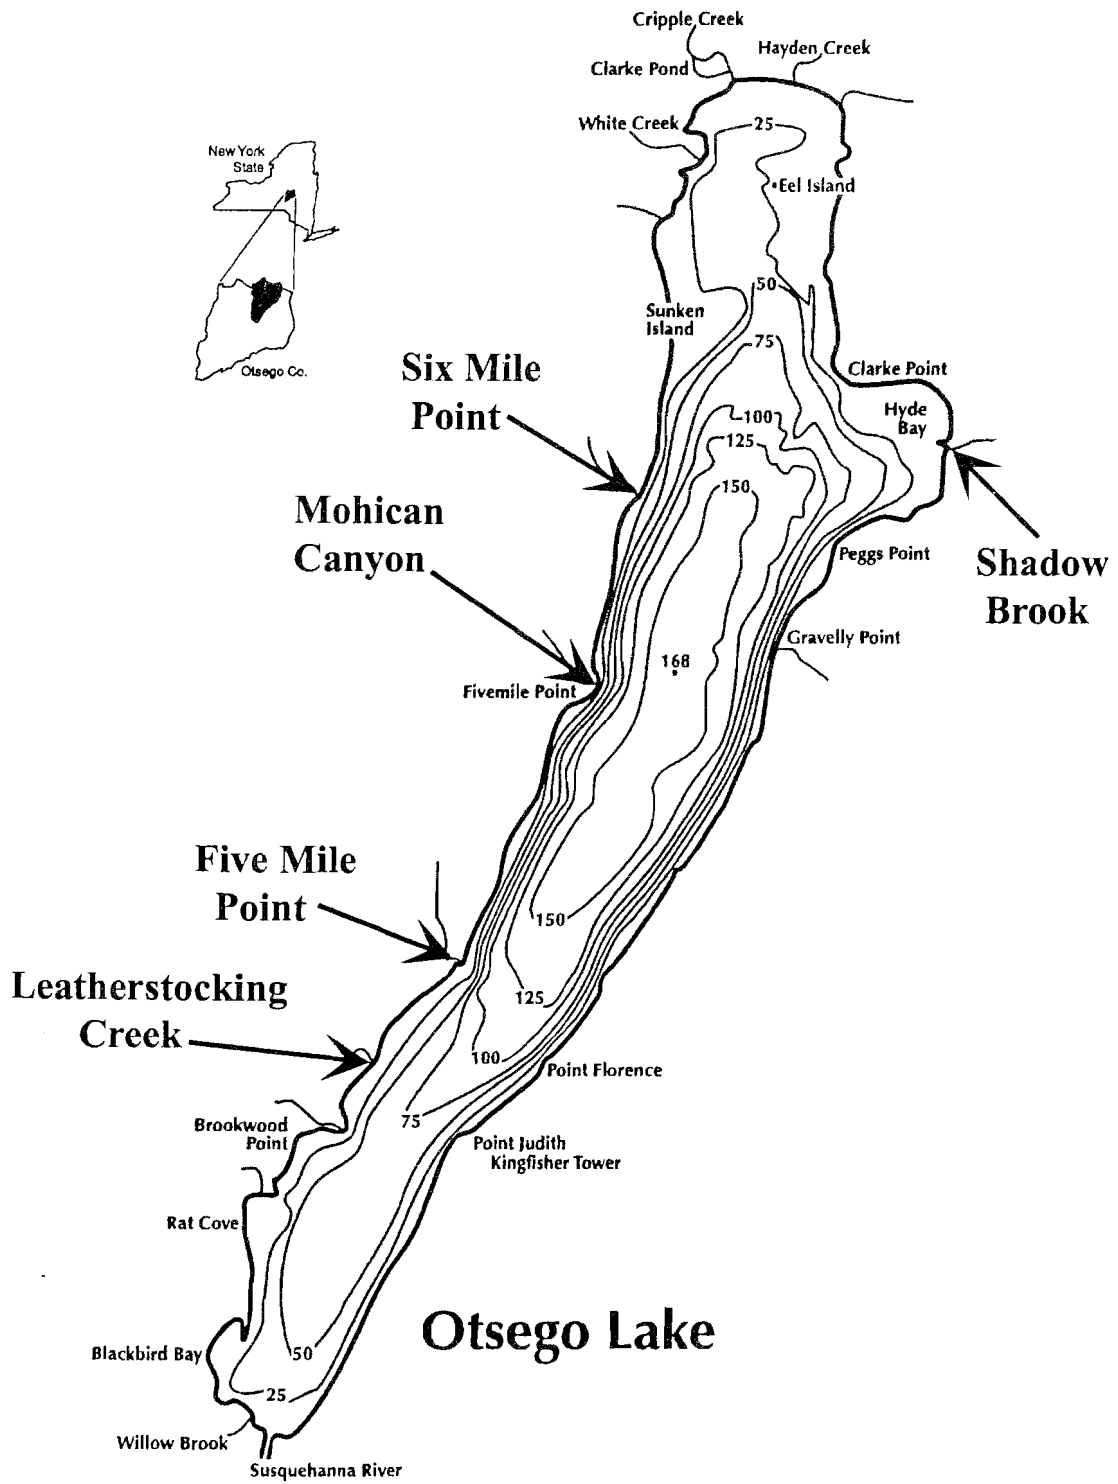 Cripple Creek
Hayden Creek
Clarke Pond
White Creek
25
New York
State
Eel Island
50
Sunken
Island
75
Otsego Co.
Six Mile
Point
Clarke Point
Hyde
Bay
100
125
150
Mohican
Canyon
Peggs Point
Shadow
Brook
Gravelly Point
168
Fivemile Point
Five Mile
Point
150
Leatherstocking
Creek
125
100
Point Florence
75
Brookwood
Point
Point Judith
Kingfisher Tower
Rat Cove
Otsego Lake
Blackbird Bay
50
25
Willow Brook
Susquehanna River